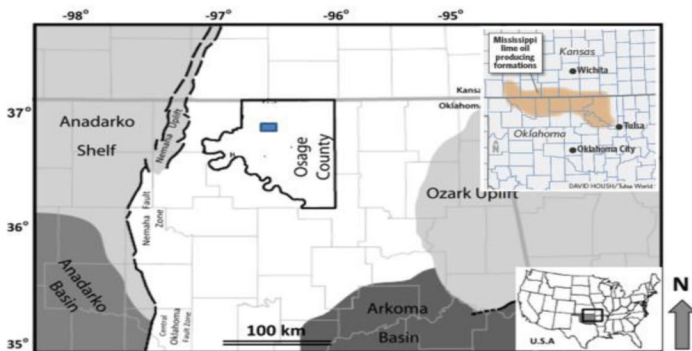 -98° -97° -96° -95°
37°
36°
35°
Anadarko
Shelf
Nemaha Uplift
Nemaha Fault
Zone
Anadarko
Basin
Central
Oklahoma
Fault Zone
Osage
County
Kansa
Oklahom
Ozark Uplift
Arkoma
Basin
100 km
Mississippi
lime oil
producing
formations
Kansas
Wichita
Tulsa
Oklahoma
Oklahoma City
DAVID HOUSH/Tulsa World
U.S.A
N